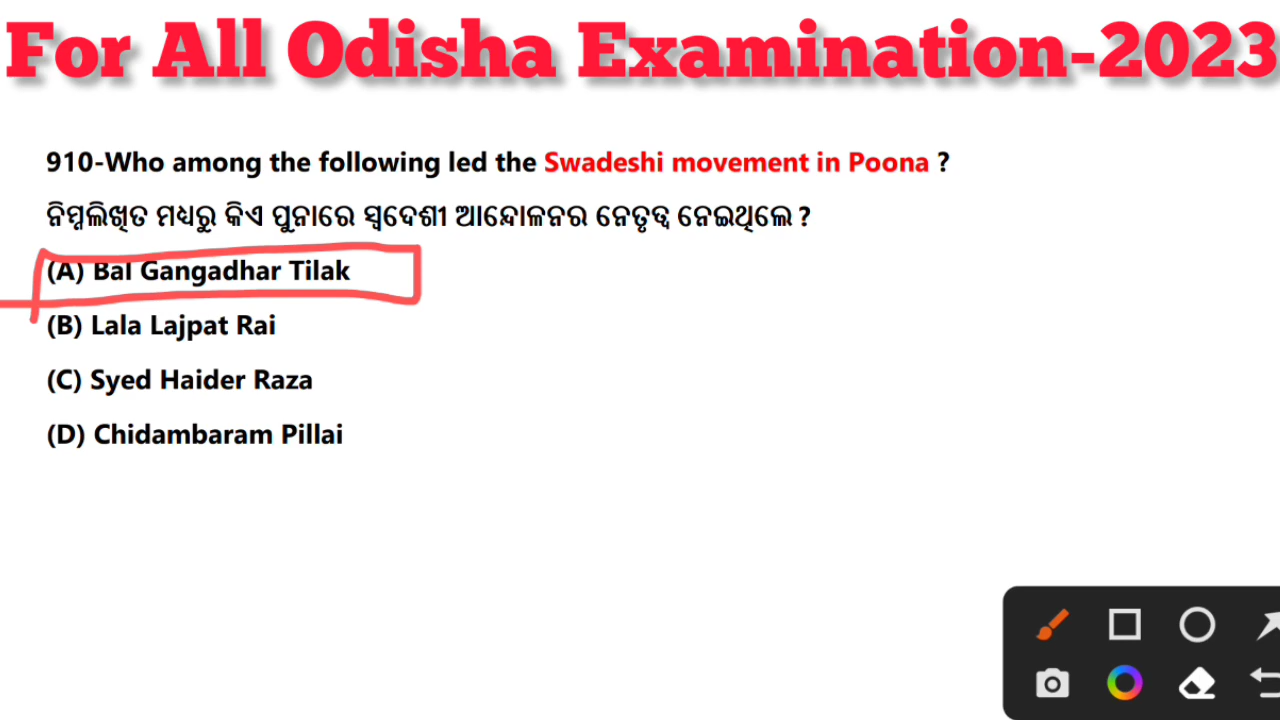 For All Odisha Examination-2023
910-Who among the following led the Swadeshi movement in Poona ?
ନିମ୍ନଲିଖିତ ମଧ୍ୟରୁ କିଏ ପୁନାରେ ସ୍ୱଦେଶୀ ଆନ୍ଦୋଳନର ନେତୃତ୍ୱ ନେଇଥିଲେ ?
(A) Bal Gangadhar Tilak
(B) Lala Lajpat Rai
(C) Syed Haider Raza
(D) Chidambaram Pillai